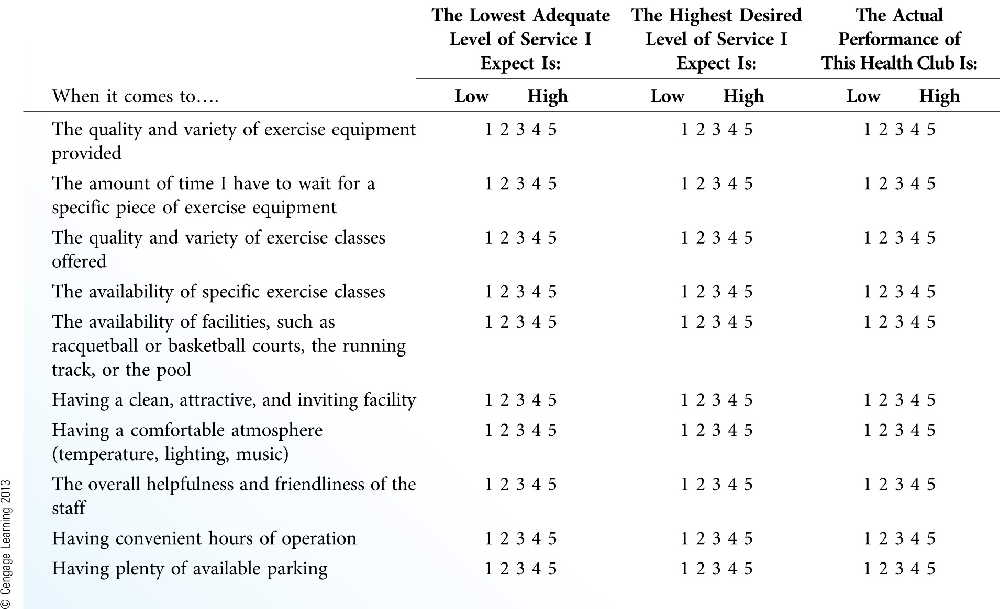 The Lowest Adequate Level of Service I Expect Is: The Highest Desired Level of Service I Expect Is: The Actual Performance of This Health Club Is:
When it comes to…. Low High Low High Low High
The quality and variety of exercise equipment 1 2 3 4 5 1 2 3 4 5 1 2 3 4 5
provided
The amount of time I have to wait for a 1 2 3 4 5 1 2 3 4 5 1 2 3 4 5
specific piece of exercise equipment
The quality and variety of exercise classes 1 2 3 4 5 1 2 3 4 5 1 2 3 4 5
offered
The availability of specific exercise classes 1 2 3 4 5 1 2 3 4 5 1 2 3 4 5
The availability of facilities, such as 1 2 3 4 5 1 2 3 4 5 1 2 3 4 5
racquetball or basketball courts, the running
track, or the pool
Having a clean, attractive, and inviting facility 1 2 3 4 5 1 2 3 4 5 1 2 3 4 5
Having a comfortable atmosphere 1 2 3 4 5 1 2 3 4 5 1 2 3 4 5
(temperature, lighting, music)
The overall helpfulness and friendliness of the 1 2 3 4 5 1 2 3 4 5 1 2 3 4 5
staff
Having convenient hours of operation 1 2 3 4 5 1 2 3 4 5 1 2 3 4 5
Having plenty of available parking 1 2 3 4 5 1 2 3 4 5 1 2 3 4 5
© Cengage Learning 2013